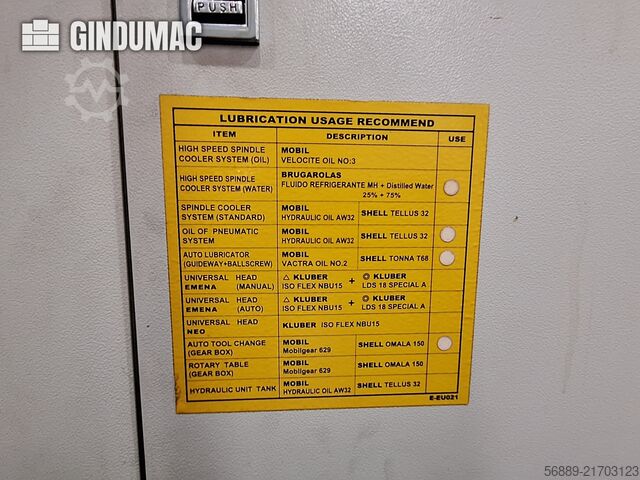 GINDUMAC
PUSH
LUBRICATION USAGE RECOMMEND
ITEM DESCRIPTION USE
HIGH SPEED SPINDLE COOLER SYSTEM (OIL) MOBIL VELOCITE OIL NO:3
HIGH SPEED SPINDLE COOLER SYSTEM (WATER) BRUGAROLAS FLUIDO REFRIGERANTE MH + Distilled Water 25% + 75%
SPINDLE COOLER SYSTEM (STANDARD) MOBIL HYDRAULIC OIL AW32 SHELL TELLUS 32
OIL OF PNEUMATIC SYSTEM MOBIL HYDRAULIC OIL AW32 SHELL TELLUS 32
AUTO LUBRICATOR (GUIDEWAY+BALLSCREW) MOBIL VACTRA OIL NO.2 SHELL TONNA T68
UNIVERSAL HEAD EMENA (MANUAL) △ KLUBER ISO FLEX NBU15 + ◎ KLUBER LDS 18 SPECIAL A
UNIVERSAL HEAD EMENA (AUTO) △ KLUBER ISO FLEX NBU15 + ◎ KLUBER LDS 18 SPECIAL A
UNIVERSAL HEAD NEO KLUBER ISO FLEX NBU15
AUTO TOOL CHANGE (GEAR BOX) MOBIL Mobilgear 629 SHELL OMALA 150
ROTARY TABLE (GEAR BOX) MOBIL Mobilgear 629 SHELL OMALA 150
HYDRAULIC UNIT TANK MOBIL HYDRAULIC OIL AW32 SHELL TELLUS 32
E-EU021
56889-21703123